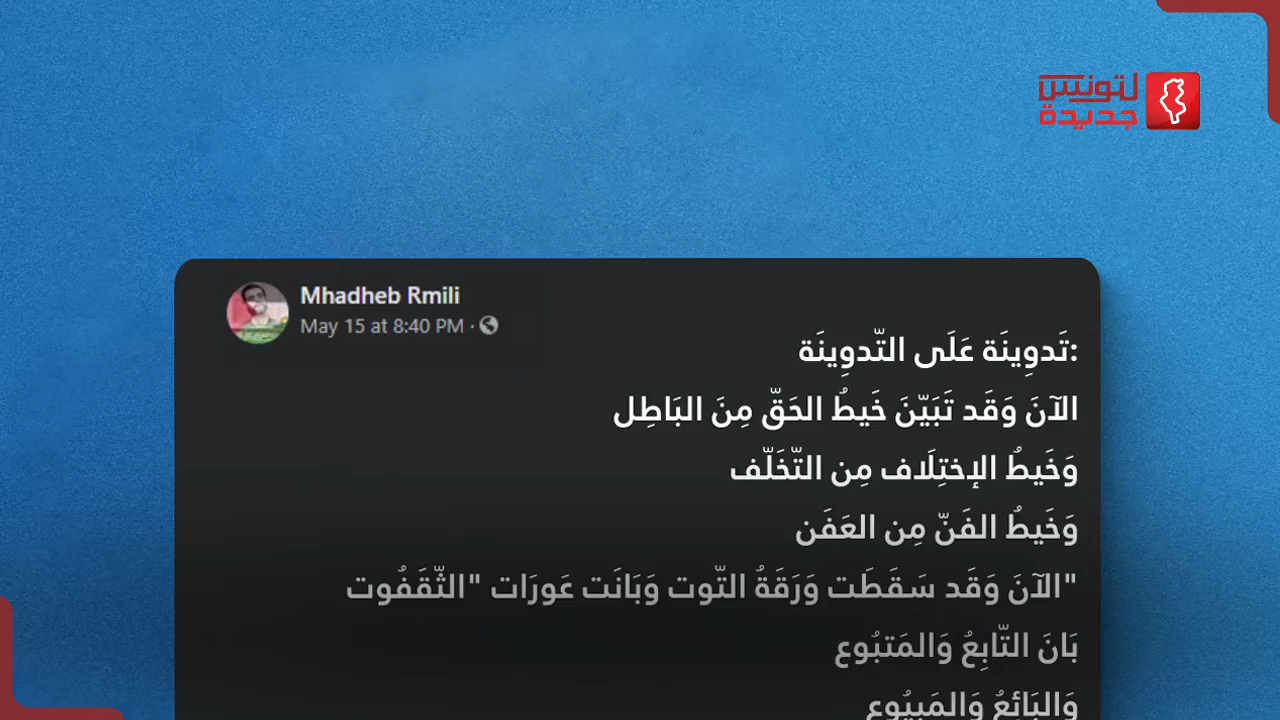 لتونس
جديدة
Mhadheb Rmili
May 15 at 8:40 PM ·
:تَدوِينَة عَلَى التّدوِينَة
الآنَ وَقَد تَبَيّنَ خَيطُ الحَقّ مِنَ البَاطِل
وَخَيطُ الإختِلَاف مِن التّخَلّف
وَخَيطُ الفَنّ مِن العَفَن
"الآنَ وَقَد سَقَطَت وَرَقَةُ التّوت وَبَانَت عَورَات "الثّقَفُوت
بَانَ التّابِعُ وَالمَتبُوع
وَالبَائِعُ وَالمَبيُوع